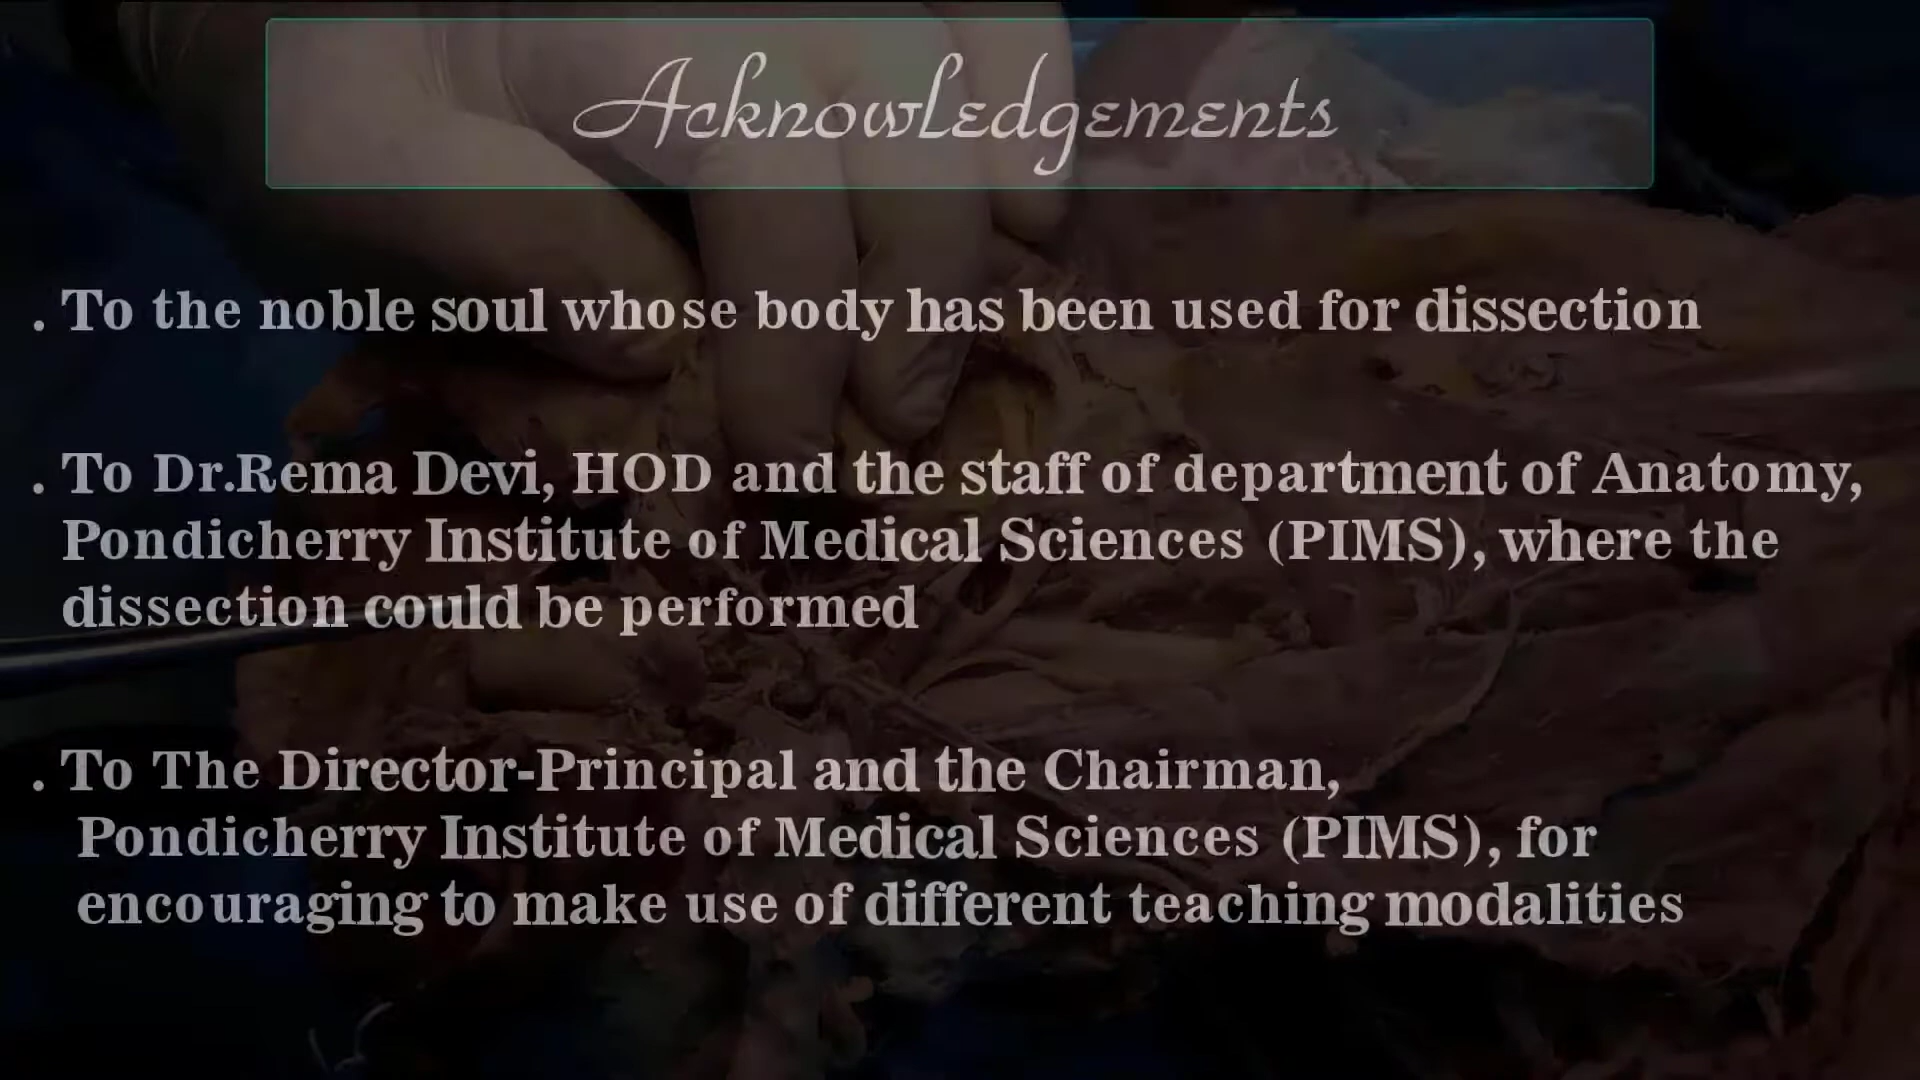 Acknowledgements
. To the noble soul whose body has been used for dissection
. To Dr.Rema Devi, HOD and the staff of department of Anatomy,
Pondicherry Institute of Medical Sciences (PIMS), where the
dissection could be performed
. To The Director-Principal and the Chairman,
Pondicherry Institute of Medical Sciences (PIMS), for
encouraging to make use of different teaching modalities